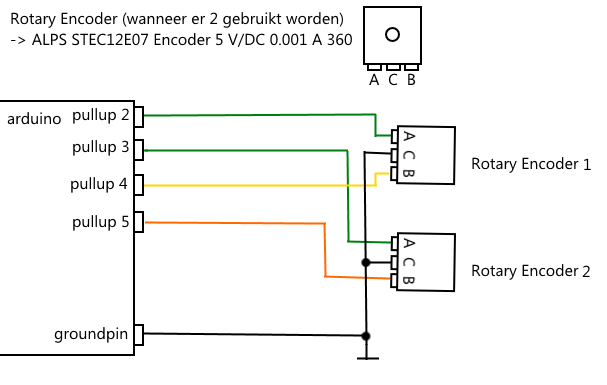 Rotary Encoder (wanneer er 2 gebruikt worden)
-> ALPS STEC12E07 Encoder 5 V/DC 0.001 A 360
A C B
arduino
pullup 2
pullup 3
pullup 4
pullup 5
groundpin
A
C
B
Rotary Encoder 1
A
C
B
Rotary Encoder 2